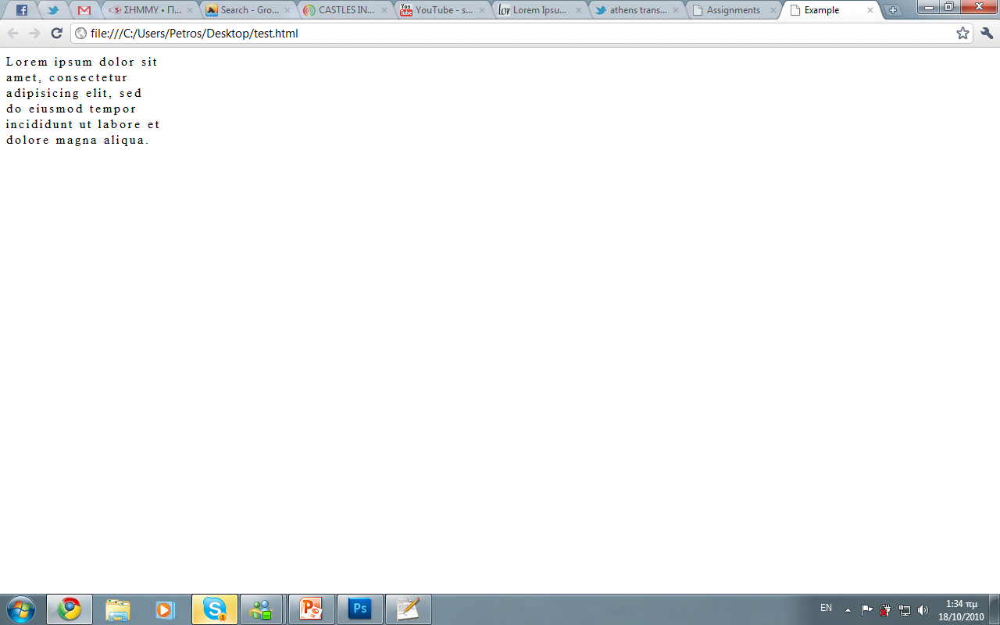 ΣΗΜΜΥ • Π...
Search - Gro...
CASTLES IN...
YouTube - s...
Lorem Ipsu...
athens trans...
Assignments
Example
file:///C:/Users/Petros/Desktop/test.html
Lorem ipsum dolor sit
amet, consectetur
adipisicing elit, sed
do eiusmod tempor
incididunt ut labore et
dolore magna aliqua.
Ps
EN
1:34 πμ
18/10/2010